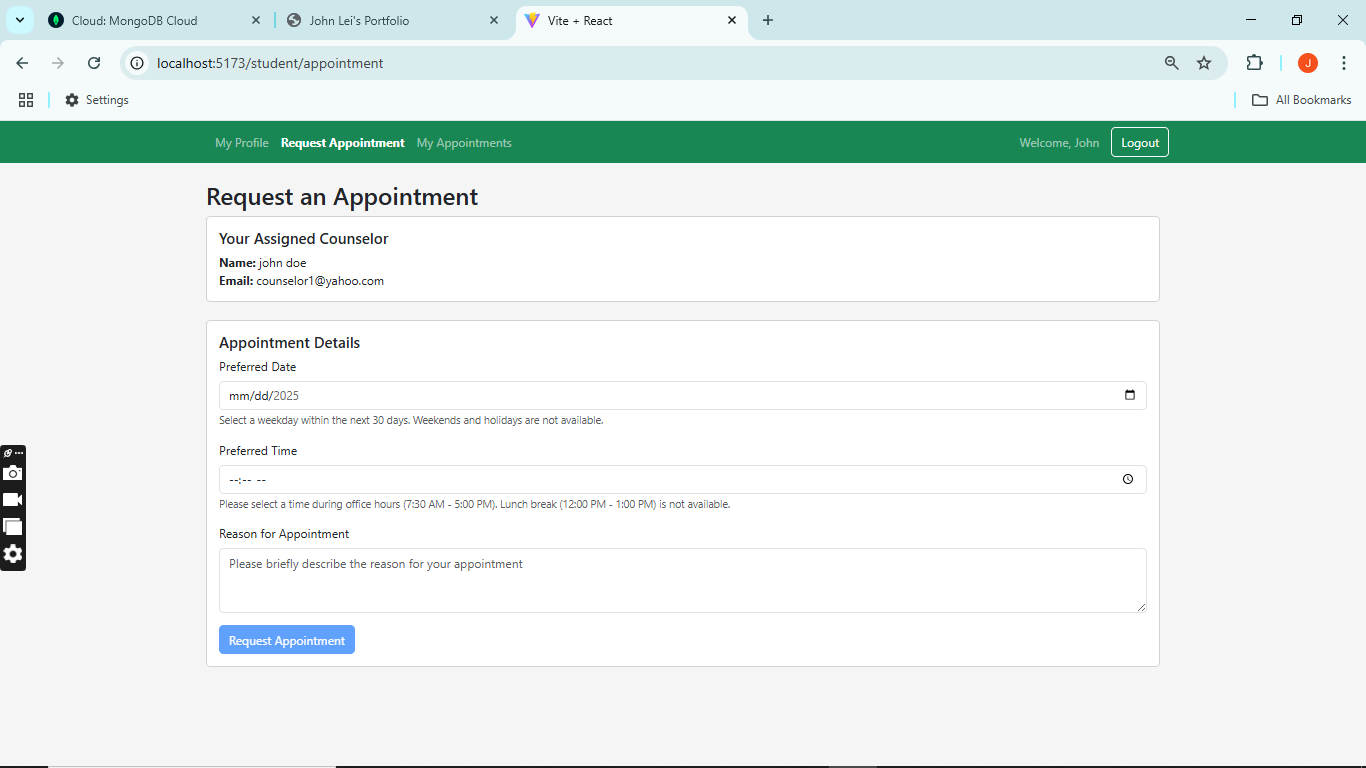 Cloud: MongoDB Cloud
John Lei's Portfolio
Vite + React
localhost:5173/student/appointment
J
Settings
All Bookmarks
My Profile
Request Appointment
My Appointments
Welcome, John
Logout
Request an Appointment
Your Assigned Counselor
Name: john doe
Email: counselor1@yahoo.com
Appointment Details
Preferred Date
mm/dd/2025
Select a weekday within the next 30 days. Weekends and holidays are not available.
Preferred Time
--:-- --
Please select a time during office hours (7:30 AM - 5:00 PM). Lunch break (12:00 PM - 1:00 PM) is not available.
Reason for Appointment
Please briefly describe the reason for your appointment
Request Appointment